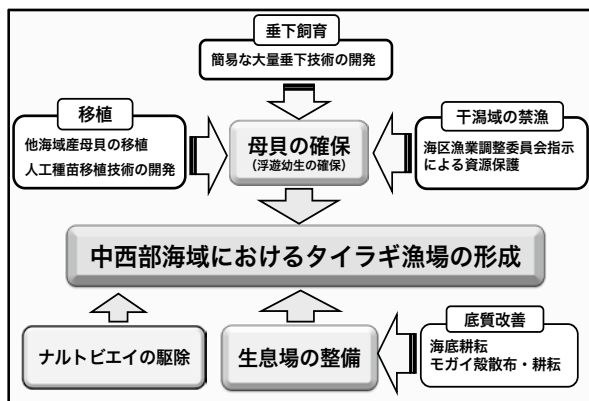 垂下飼育
簡易な大量垂下技術の開発
移植
他海域産母貝の移植
人工種苗移植技術の開発
母貝の確保
(浮遊幼生の確保)
干潟域の禁漁
海区漁業調整委員会指示
による資源保護
中西部海域におけるタイラギ漁場の形成
ナルトビエイの駆除
生息場の整備
底質改善
海底耕耘
モガイ殻散布・耕耘